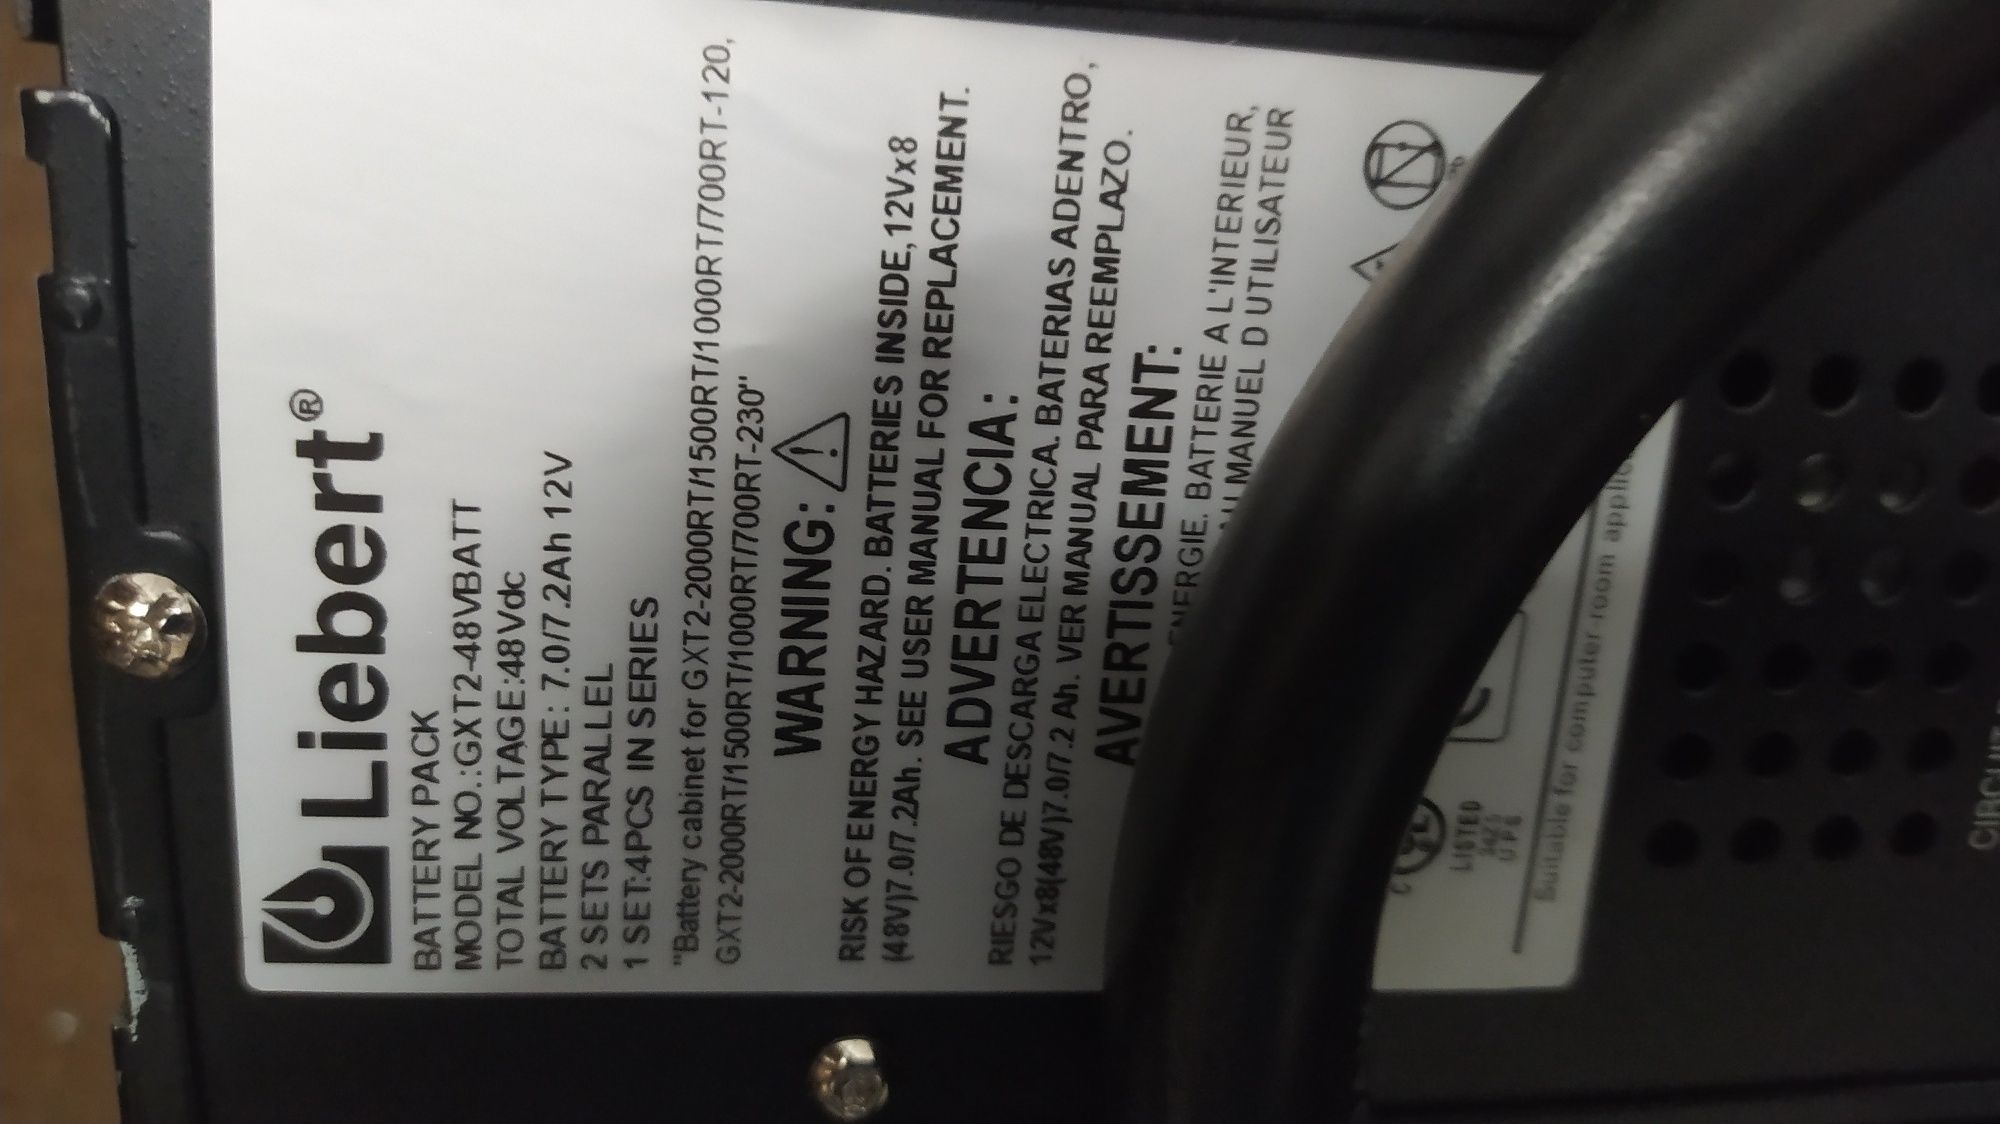 Liebert®
BATTERY PACK
MODEL NO.:GXT2-48VBATT
TOTAL VOLTAGE:48Vdc
BATTERY TYPE: 7.0/7.2Ah 12V
2 SETS PARALLEL
1 SET:4PCS IN SERIES
"Battery cabinet for GXT2-2000RT/1500RT/1000RT/700RT-120,
GXT2-2000RT/1500RT/1000RT/700RT-230"
WARNING:
RISK OF ENERGY HAZARD. BATTERIES INSIDE,12Vx8
(48V)7.0/7.2Ah. SEE USER MANUAL FOR REPLACEMENT.
ADVERTENCIA:
RIESGO DE DESCARGA ELECTRICA. BATERIAS ADENTRO,
12Vx8(48V)7.0/7.2 Ah. VER MANUAL PARA REEMPLAZO.
AVERTISSEMENT:
ENERGIE. BATTERIE A L'INTERIEUR,
MANUEL D UTILISATEUR
C UL
LISTED
UPS
Suitable for computer-room